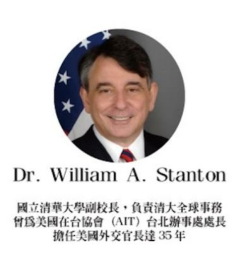 Dr. William A. Stanton
國立清華大學副校長，負責清大全球事務
曾為美國在台協會（AIT）台北辦事處處長
擔任美國外交官長達 35 年